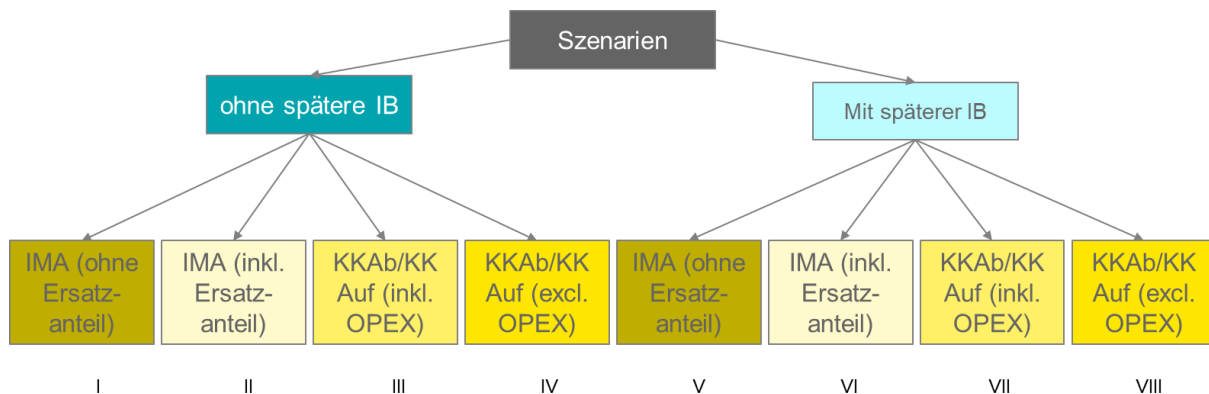 Szenarien
ohne spätere IB
Mit späterer IB
IMA (ohne
Ersatz-
anteil)
IMA (inkl.
Ersatz-
anteil)
KKAb/KK
Auf (inkl.
OPEX)
KKAb/KK
Auf (excl.
OPEX)
IMA (ohne
Ersatz-
anteil)
IMA (inkl.
Ersatz-
anteil)
KKAb/KK
Auf (inkl.
OPEX)
KKAb/KK
Auf (excl.
OPEX)
I II III IV V VI VII VIII